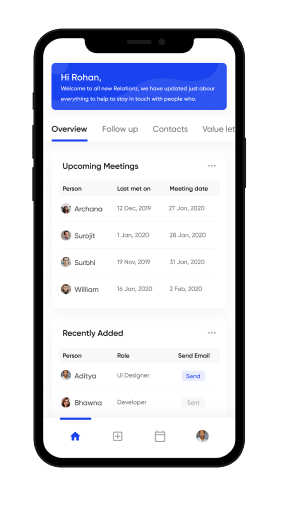 Hi Rohan,
Welcome to all new Relationz, we have updated just about
everything to help to stay in touch with people who.
Overview Follow up Contacts Value let
Upcoming Meetings
Person Last met on Meeting date
Archana 12 Dec, 2019 27 Jan, 2020
Surojit 1 Jan, 2020 28 Jan, 2020
Surbhi 19 Nov, 2019 31 Jan, 2020
William 16 Jan, 2020 2 Feb, 2020
Recently Added
Person Role Send Email
Aditya UI Designer Send
Bhawna Developer Sent